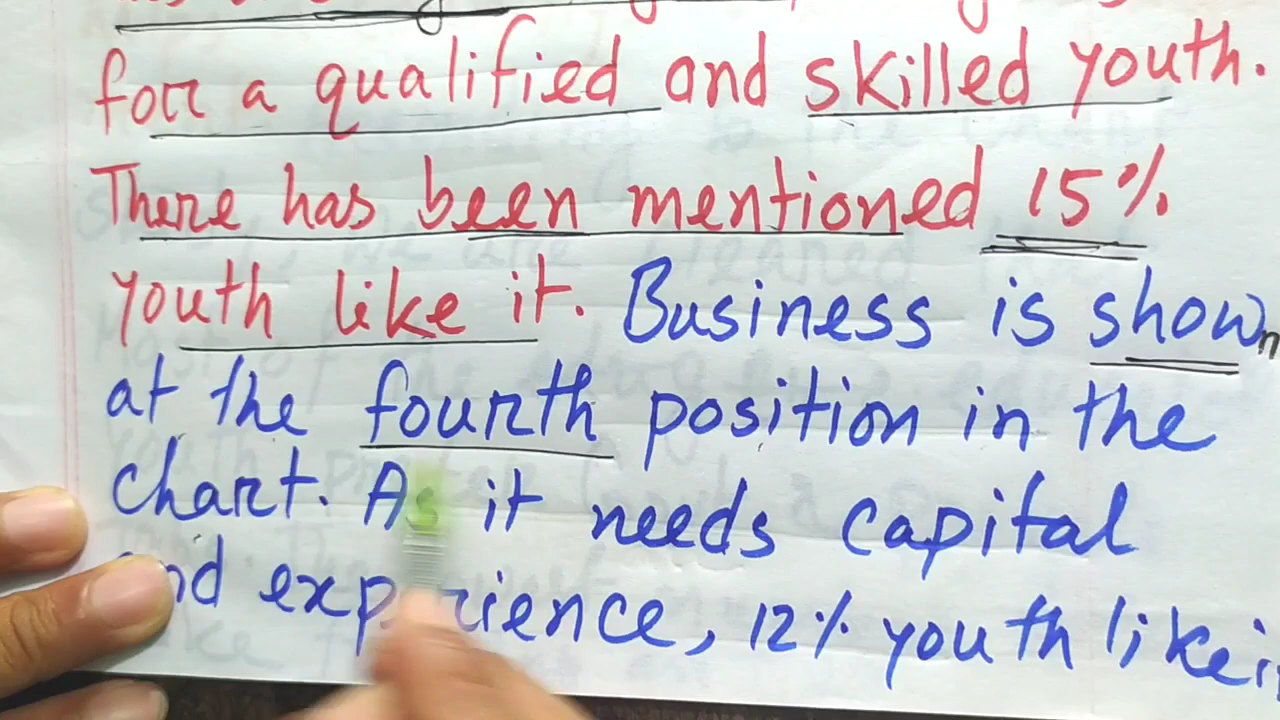 for a qualified and skilled youth.
There has been mentioned 15%
youth like it. Business is shown
at the fourth position in the
chart. As it needs capital
and experience, 12% youth like